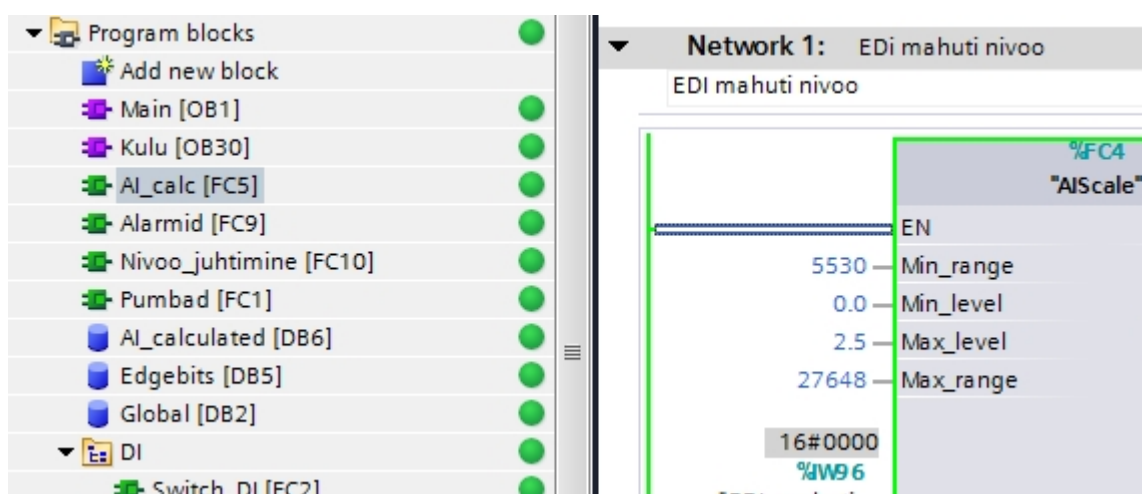 Program blocks
Add new block
Main [OB1]
Kulu [OB30]
AI_calc [FC5]
Alarmid [FC9]
Nivoo_juhtimine [FC10]
Pumbad [FC1]
AI_calculated [DB6]
Edgebits [DB5]
Global [DB2]
DI
Switch_DI [FC2]
Network 1: EDi mahuti nivoo
EDI mahuti nivoo
%FC4
"AIScale"
EN
5530 Min_range
0.0 Min_level
2.5 Max_level
27648 Max_range
16#0000
%IW96